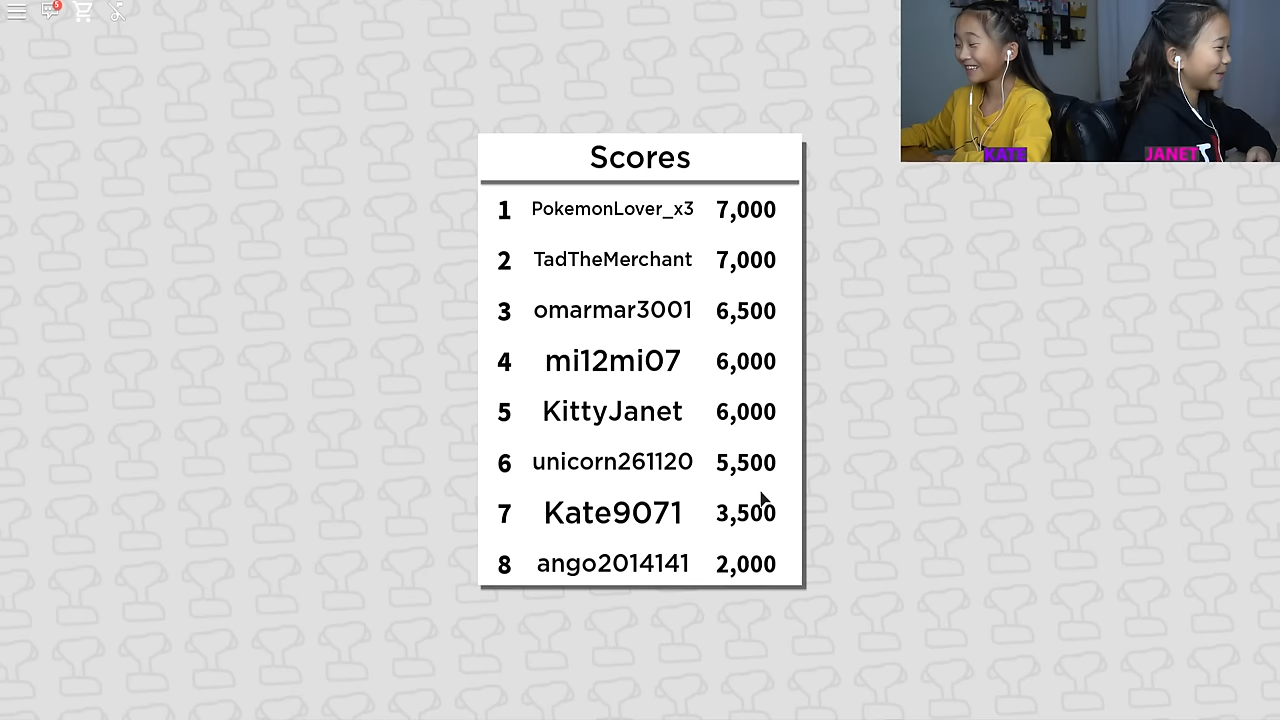 5
KATE
JANET
Scores
1 PokemonLover_x3 7,000
2 TadTheMerchant 7,000
3 omarmar3001 6,500
4 mi12mi07 6,000
5 KittyJanet 6,000
6 unicorn261120 5,500
7 Kate9071 3,500
8 ango2014141 2,000